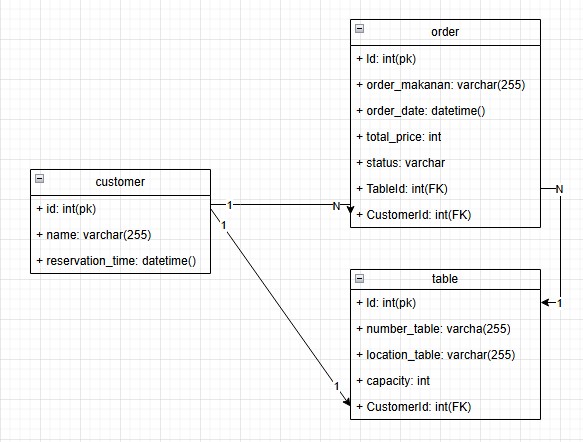 order
+ Id: int(pk)
+ order_makanan: varchar(255)
+ order_date: datetime()
+ total_price: int
+ status: varchar
+ TableId: int(FK)
+ CustomerId: int(FK)
customer
+ id: int(pk)
+ name: varchar(255)
+ reservation_time: datetime()
1
N
N
1
1
1
table
+ Id: int(pk)
+ number_table: varcha(255)
+ location_table: varchar(255)
+ capacity: int
+ CustomerId: int(FK)